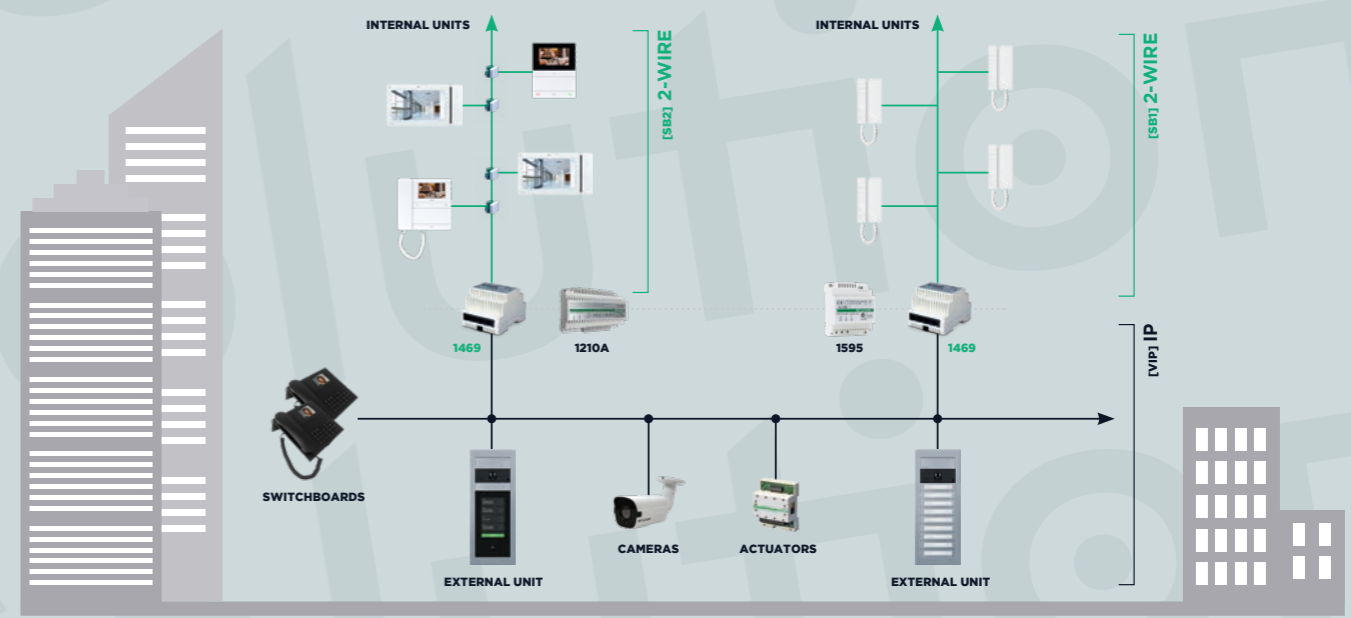 INTERNAL UNITS
[SB2] 2-WIRE
INTERNAL UNITS
[SB1] 2-WIRE
1469
1210A
1595
1469
[VIP] IP
SWITCHBOARDS
CAMERAS
ACTUATORS
EXTERNAL UNIT
EXTERNAL UNIT